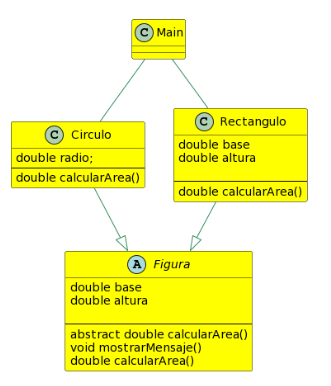 C Main
C Circulo
double radio;
double calcularArea()
C Rectangulo
double base
double altura
double calcularArea()
A Figura
double base
double altura
abstract double calcularArea()
void mostrarMensaje()
double calcularArea()